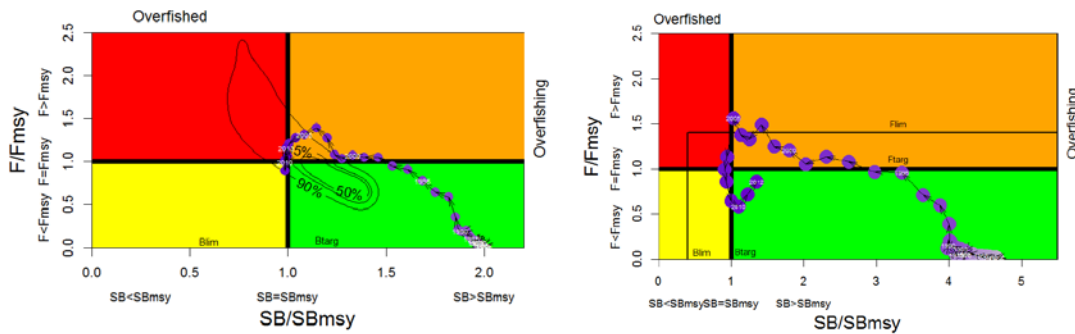 Overfished
2.5
2.0
1.5
1.0
0.5
0.0
F/Fmsy
F<Fmsy F=Fmsy F>Fmsy
5%
50%
90%
Blim
Btarg
0.0 0.5 1.0 1.5 2.0
SB<SBmsy SB=SBmsy SB>SBmsy
SB/SBmsy
Overfishing
Overfished
2.5
2.0
1.5
1.0
0.5
0.0
F/Fmsy
F<Fmsy F=Fmsy F>Fmsy
Flim
Ftarg
Blim
Btarg
0 1 2 3 4 5
SB<SBmsy SB=SBmsy SB>SBmsy
SB/SBmsy
Overfishing